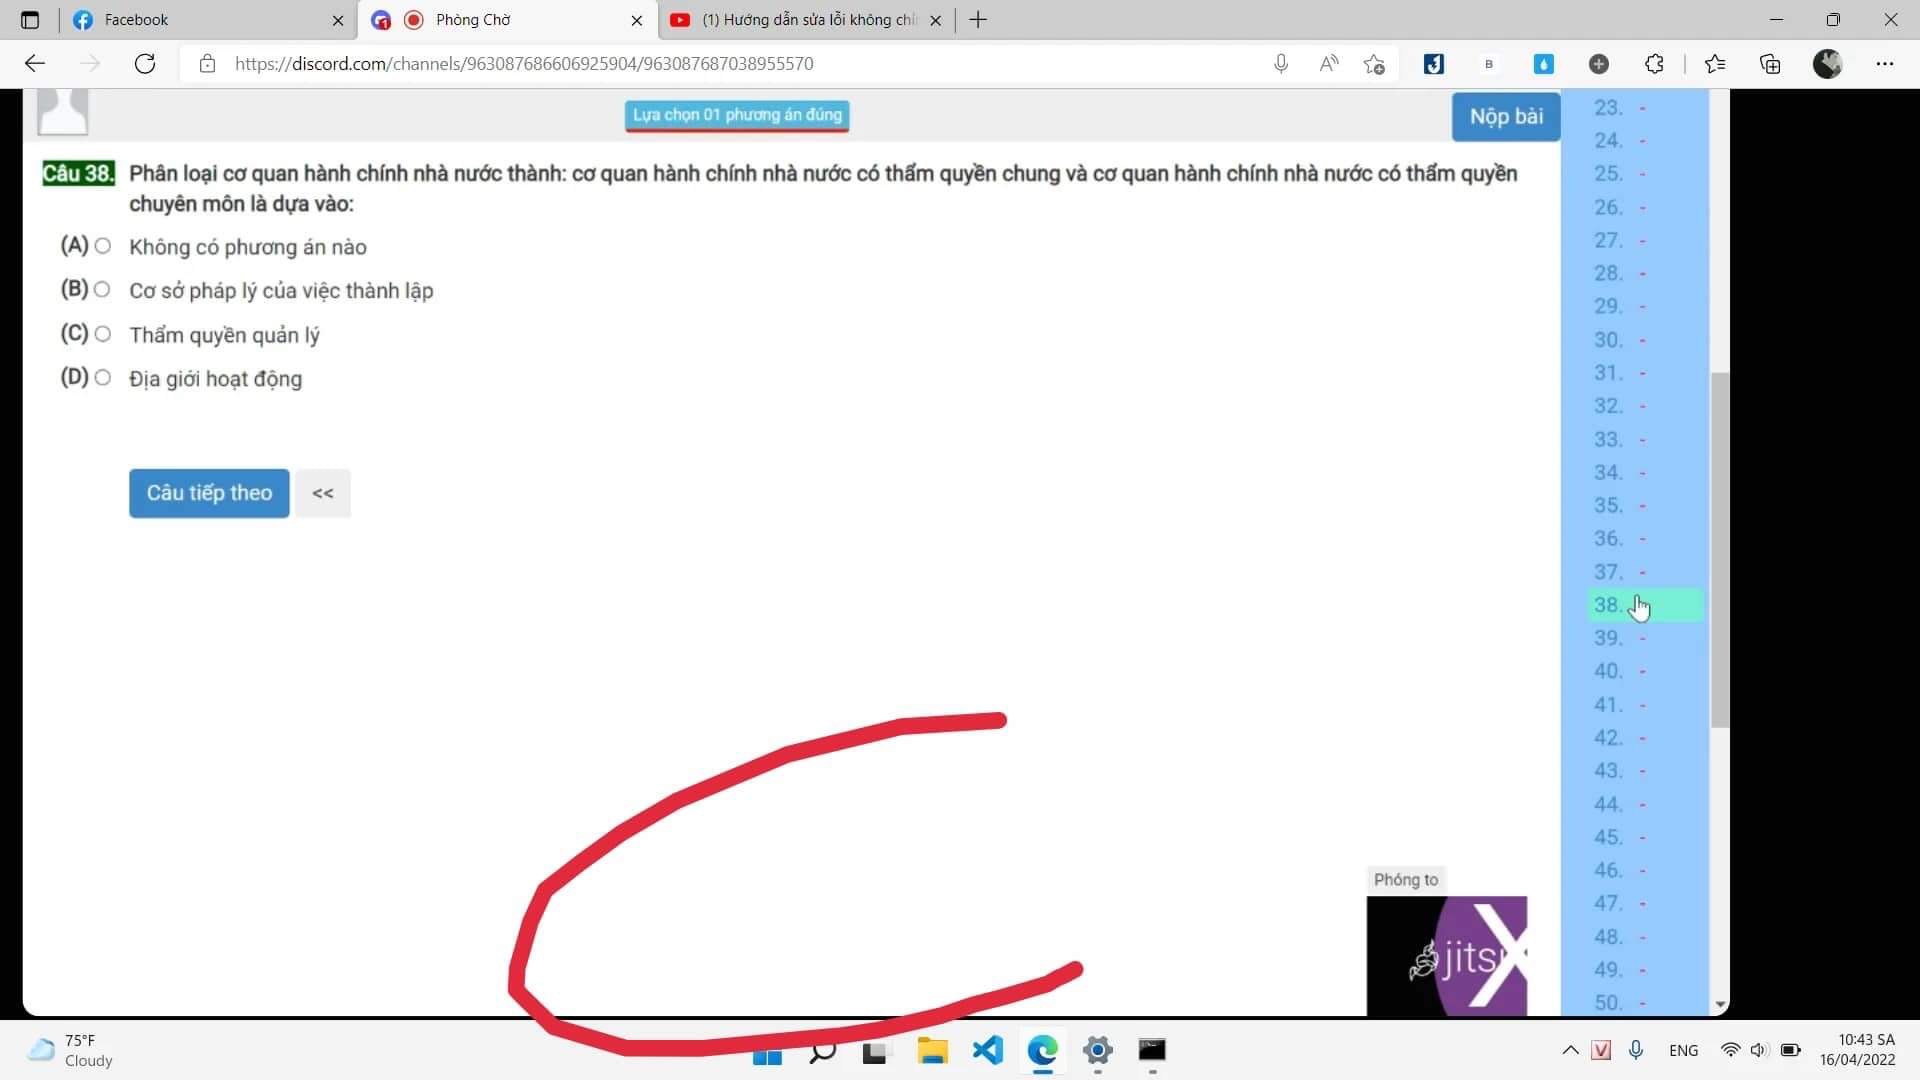 Facebook
Phòng Chờ
(1) Hướng dẫn sửa lỗi không chỉ
https://discord.com/channels/963087686606925904/963087687038955570
B
Lựa chọn 01 phương án đúng
Nộp bài
Câu 38. Phân loại cơ quan hành chính nhà nước thành: cơ quan hành chính nhà nước có thẩm quyền chung và cơ quan hành chính nhà nước có thẩm quyền
chuyên môn là dựa vào:
(A) Không có phương án nào
(B) Cơ sở pháp lý của việc thành lập
(C) Thẩm quyền quản lý
(D) Địa giới hoạt động
Câu tiếp theo <<
23. -
24. -
25. -
26. -
27. -
28. -
29. -
30. -
31. -
32. -
33. -
34. -
35. -
36. -
37. -
38.
39. -
40. -
41. -
42. -
43. -
44. -
45. -
46. -
47. -
48. -
49. -
50. -
Phóng to
jitsi
X
75°F
Cloudy
ENG
10:43 SA
16/04/2022